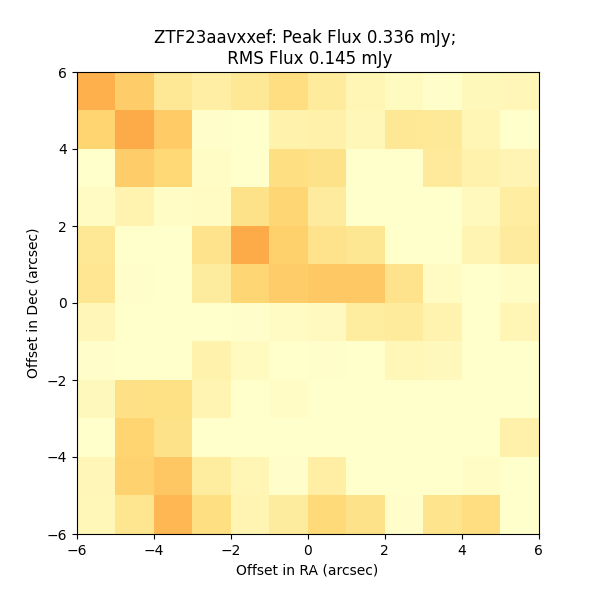 ZTF23aavxxef: Peak Flux 0.336 mJy;
RMS Flux 0.145 mJy
6
4
2
0
−2
−4
−6
Offset in Dec (arcsec)
−6 −4 −2 0 2 4 6
Offset in RA (arcsec)